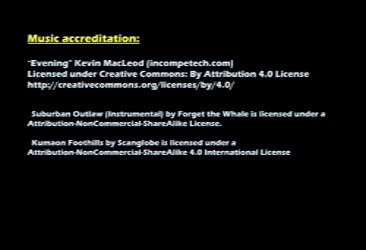 Music accreditation:
"Evening" Kevin MacLeod (incompetech.com)
Licensed under Creative Commons: By Attribution 4.0 License
http://creativecommons.org/licenses/by/4.0/
Suburban Outlaw (Instrumental) by Forget the Whale is licensed under a
Attribution-NonCommercial-ShareAlike License.
Kumaon Foothills by Scanglobe is licensed under a
Attribution-NonCommercial-ShareAlike 4.0 International License